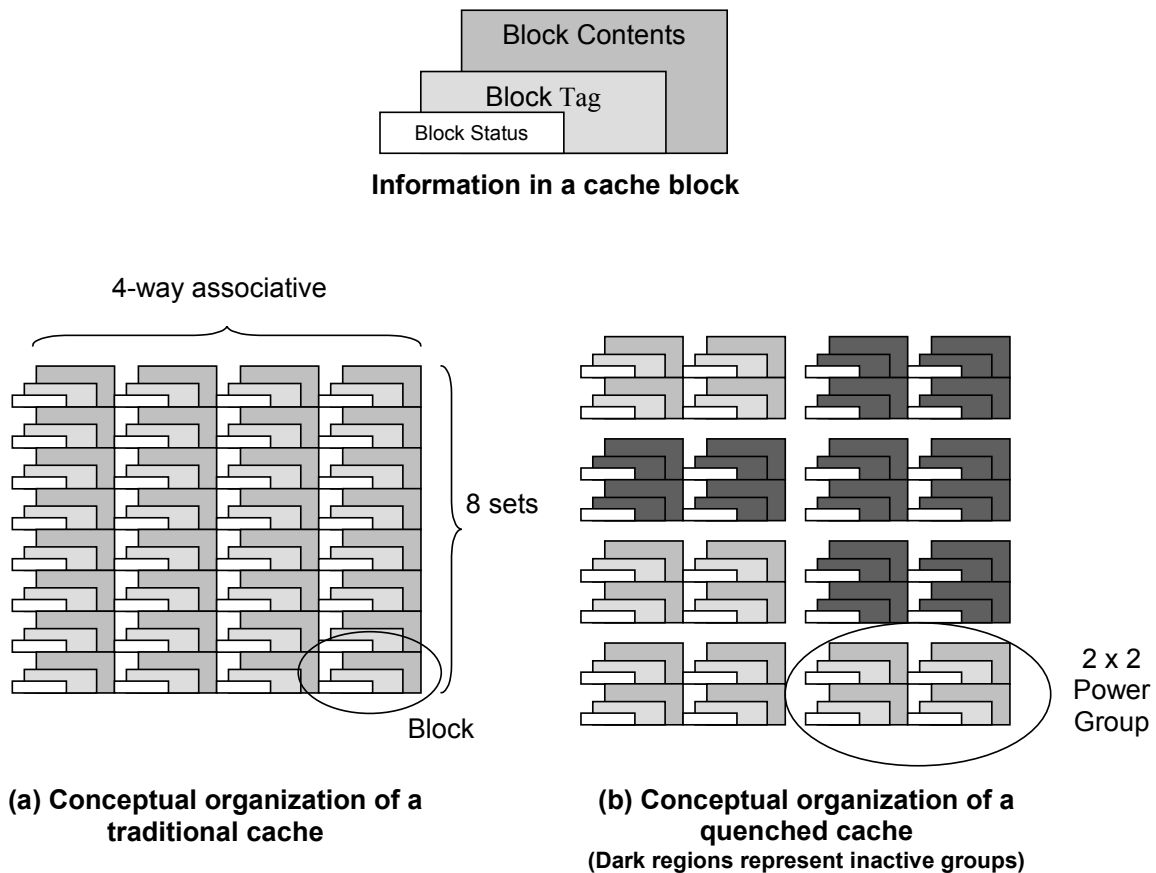 Block Contents
Block Tag
Block Status
Information in a cache block
4-way associative
8 sets
Block
2 x 2
Power
Group
(a) Conceptual organization of a
traditional cache
(b) Conceptual organization of a
quenched cache
(Dark regions represent inactive groups)